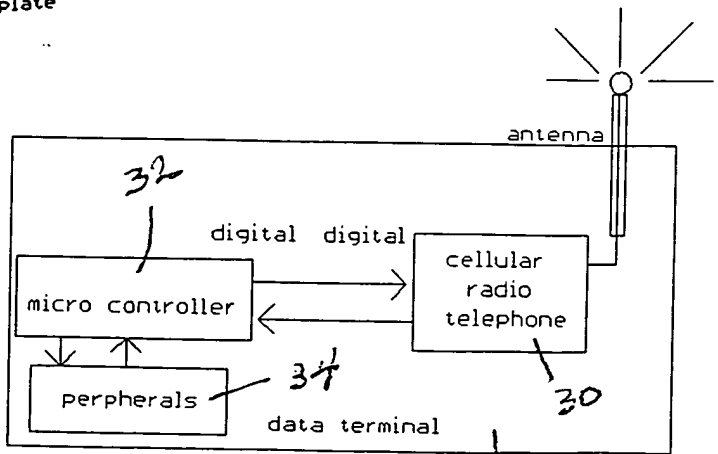 plate
antenna
32
digital digital
cellular
radio
telephone
micro controller
perpherals
34
30
data terminal